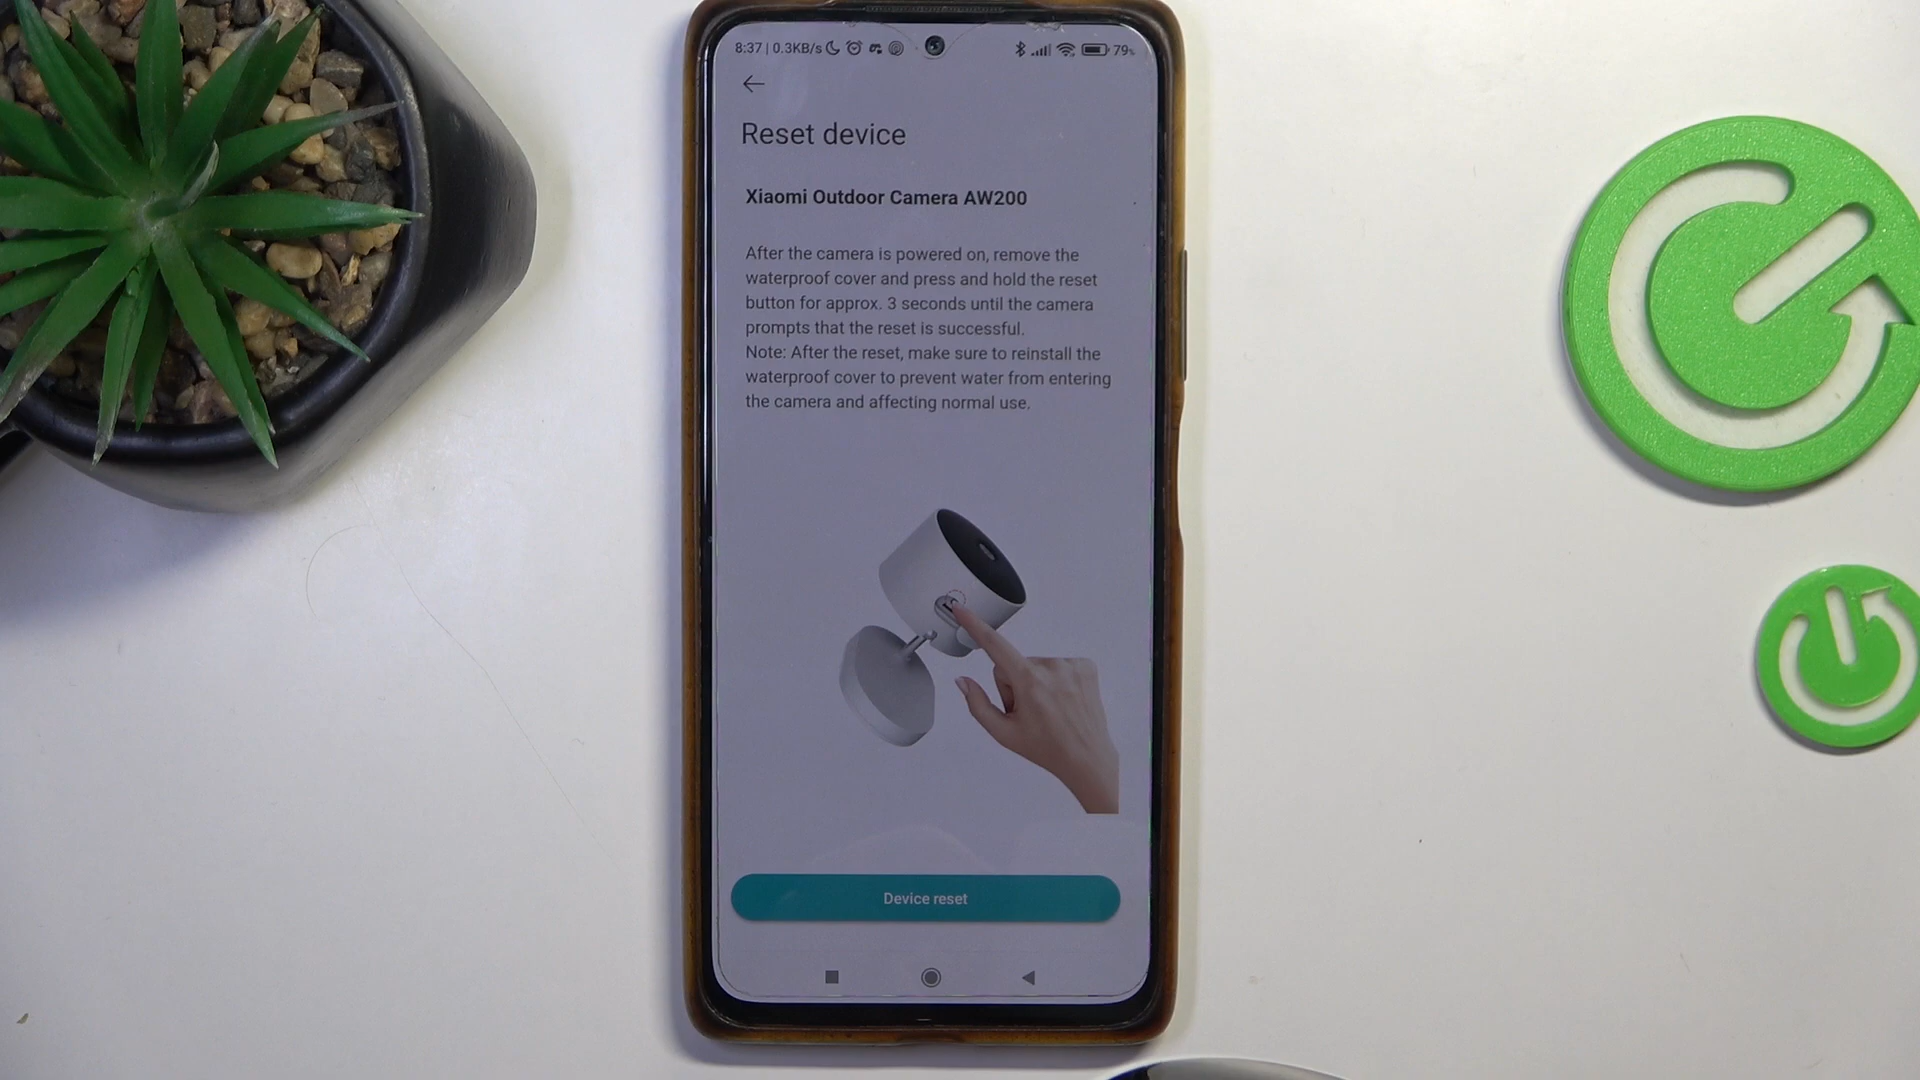 8:37 | 0.3KB/s 79%
Reset device
Xiaomi Outdoor Camera AW200
After the camera is powered on, remove the
waterproof cover and press and hold the reset
button for approx. 3 seconds until the camera
prompts that the reset is successful.
Note: After the reset, make sure to reinstall the
waterproof cover to prevent water from entering
the camera and affecting normal use.
Device reset